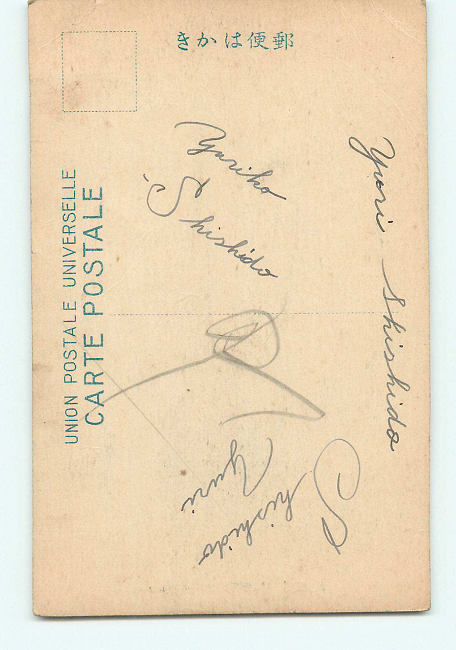 きかは便郵
UNION POSTALE UNIVERSELLE
CARTE POSTALE
Yuriko
Shishido
Yuri Shishido
Shishido
Yuri